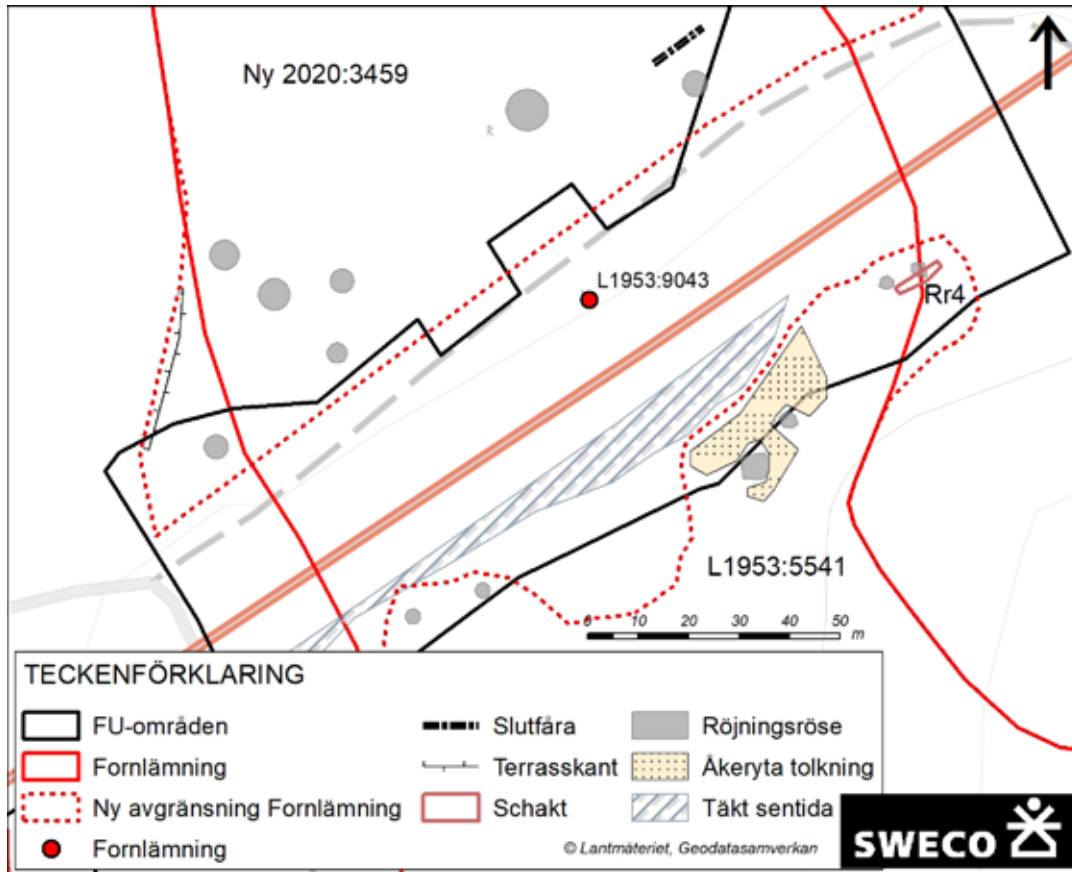 Ny 2020:3459
L1953:9043
Rr4
L1953:5541
0 10 20 30 40 50
m
TECKENFÖRKLARING
FU-områden
Fornlämning
Ny avgränsning Fornlämning
Fornlämning
Slutfåra
Terrasskant
Schakt
Röjningsröse
Åkeryta tolkning
Täkt sentida
© Lantmäteriet, Geodatasamverkan
SWECO